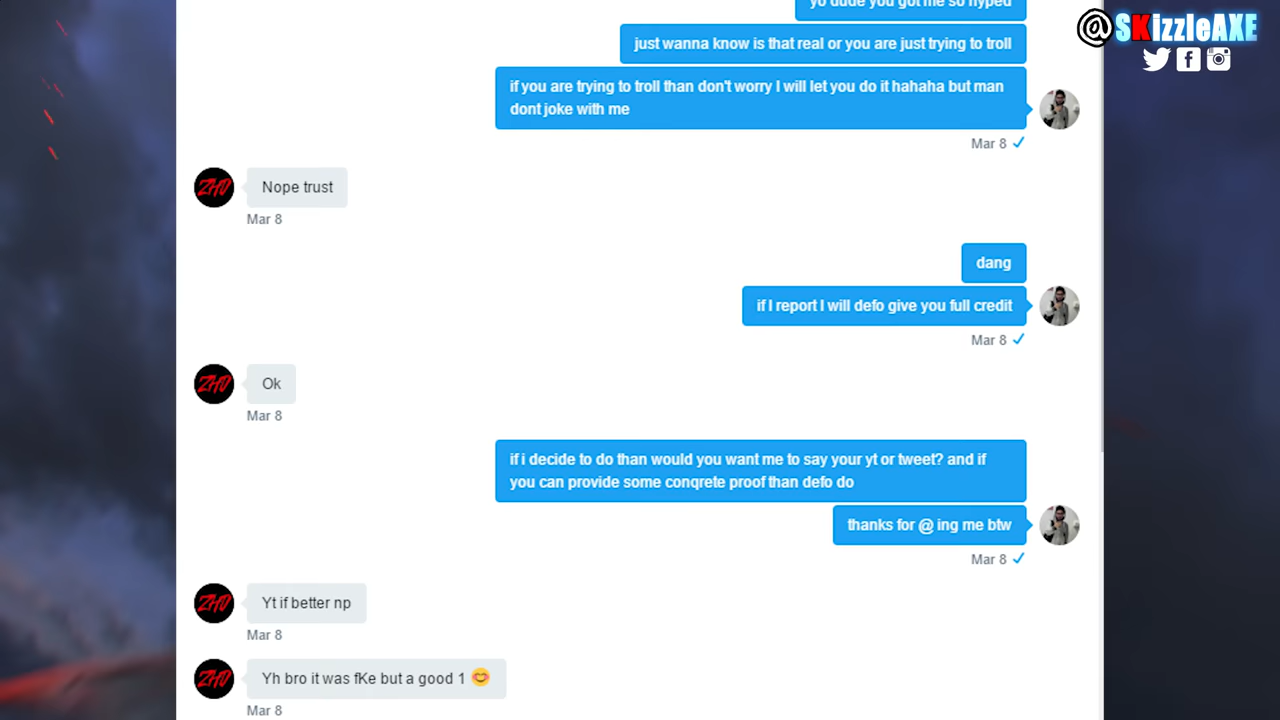 yo dude you got me so hyped
@SKizzleAXE
just wanna know is that real or you are just trying to troll
if you are trying to troll than don't worry I will let you do it hahaha but man
dont joke with me
Mar 8
ZHO
Nope trust
Mar 8
dang
if I report I will defo give you full credit
Mar 8
ZHO
Ok
Mar 8
if i decide to do than would you want me to say your yt or tweet? and if
you can provide some conqrete proof than defo do
thanks for @ ing me btw
Mar 8
ZHO
Yt if better np
Mar 8
ZHO
Yh bro it was fKe but a good 1
Mar 8